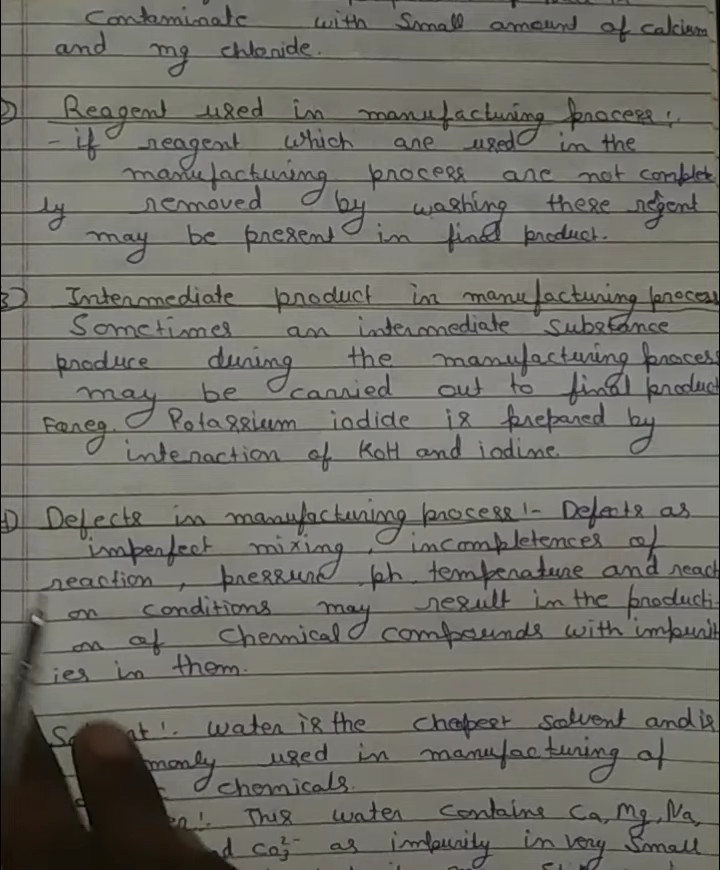 Contaminate with small amount of calcium
and mg chloride.
2) Reagent used in manufacturing process :-
- if reagent which are used in the
manufacturing process are not complet
ly removed by washing these regent
may be present in final product.
3) Intermediate product in manufacturing process
Sometimes an intermediate substance
produce during the manufacturing process
may be carried out to final product
Foreg. Potassium iodide is prepared by
interaction of KOH and iodine.
4) Defects in manufacturing process :- Defects as
imperfect mixing, incompletences of
reaction, pressure, ph, temperature and react
on conditions may result in the producti
on of chemical compounds with impurit
ies in them.
water is the chepest solvent and is
monly used in manufacturing of
chemicals.
This water contains Ca, Mg, Na,
as impurity in very small